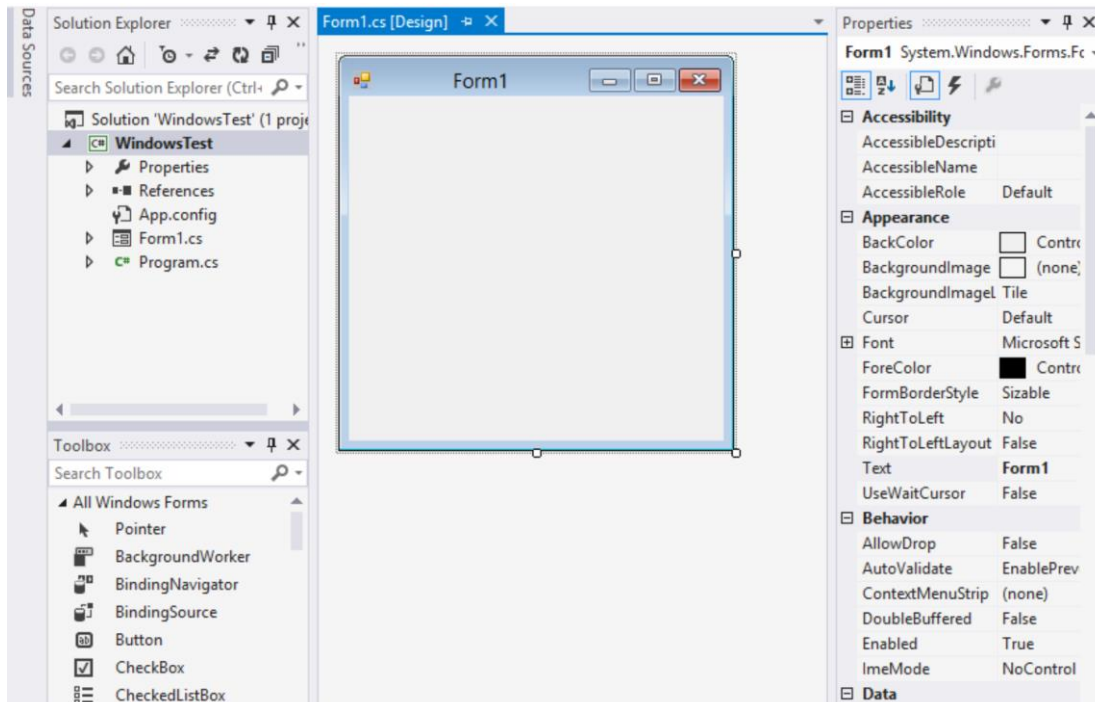 Data Sources
Solution Explorer
Search Solution Explorer (Ctrl+
Solution 'WindowsTest' (1 proje
C# WindowsTest
Properties
References
App.config
Form1.cs
C# Program.cs
Toolbox
Search Toolbox
All Windows Forms
Pointer
BackgroundWorker
BindingNavigator
BindingSource
ab Button
CheckBox
CheckedListBox
Form1.cs [Design]
Form1
Properties
Form1 System.Windows.Forms.Fc
Accessibility
AccessibleDescripti
AccessibleName
AccessibleRole Default
Appearance
BackColor Contro
BackgroundImage (none)
BackgroundImageL Tile
Cursor Default
Font Microsoft S
ForeColor Contro
FormBorderStyle Sizable
RightToLeft No
RightToLeftLayout False
Text Form1
UseWaitCursor False
Behavior
AllowDrop False
AutoValidate EnablePrev
ContextMenuStrip (none)
DoubleBuffered False
Enabled True
ImeMode NoControl
Data